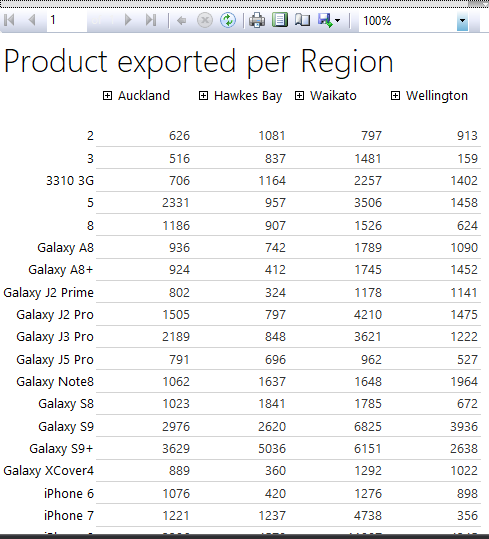 1 100%
Product exported per Region
Auckland Hawkes Bay Waikato Wellington
2 626 1081 797 913
3 516 837 1481 159
3310 3G 706 1164 2257 1402
5 2331 957 3506 1458
8 1186 907 1526 624
Galaxy A8 936 742 1789 1090
Galaxy A8+ 924 412 1745 1452
Galaxy J2 Prime 802 324 1178 1141
Galaxy J2 Pro 1505 797 4210 1475
Galaxy J3 Pro 2189 848 3621 1222
Galaxy J5 Pro 791 696 962 527
Galaxy Note8 1062 1637 1648 1964
Galaxy S8 1023 1841 1785 672
Galaxy S9 2976 2620 6825 3936
Galaxy S9+ 3629 5036 6151 2638
Galaxy XCover4 889 360 1292 1022
iPhone 6 1076 420 1276 898
iPhone 7 1221 1237 4738 356